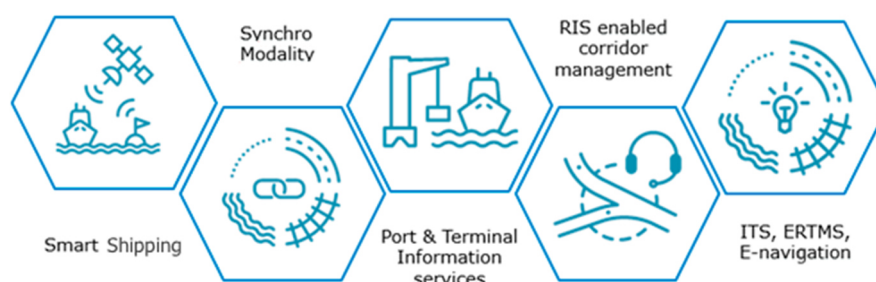 Synchro
Modality
RIS enabled
corridor
management
Smart Shipping
Port & Terminal
Information
services
ITS, ERTMS,
E-navigation